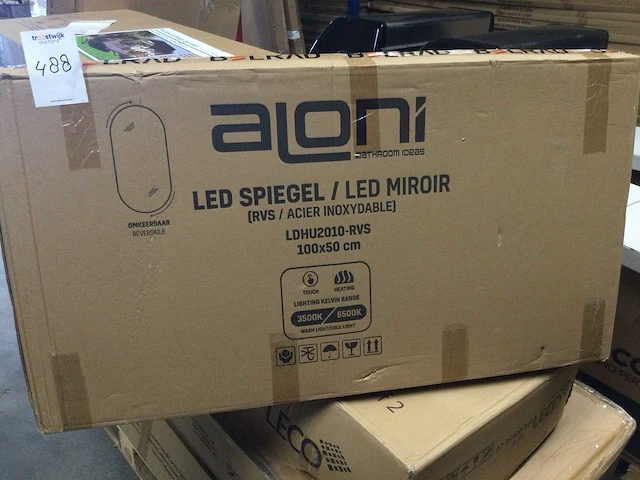 troostwijk
488
aloni
BATHROOM IDEAS
LED SPIEGEL / LED MIROIR
(RVS / ACIER INOXYDABLE)
LDHU2010-RVS
100x50 cm
OMKEERBAAR
REVERSIBLE
TOUCH HEATING
LIGHTING KELVIN RANGE
3500K / 6500K
WARM LIGHT/COLD LIGHT
LECO
2
LECO